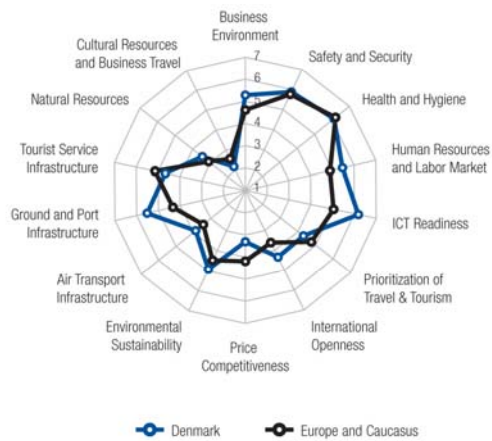 Business
Environment
Safety and Security
Health and Hygiene
Human Resources
and Labor Market
ICT Readiness
Prioritization of
Travel & Tourism
International
Openness
Price
Competitiveness
Environmental
Sustainability
Air Transport
Infrastructure
Ground and Port
Infrastructure
Tourist Service
Infrastructure
Natural Resources
Cultural Resources
and Business Travel
7
6
5
4
3
2
1
Denmark
Europe and Caucasus